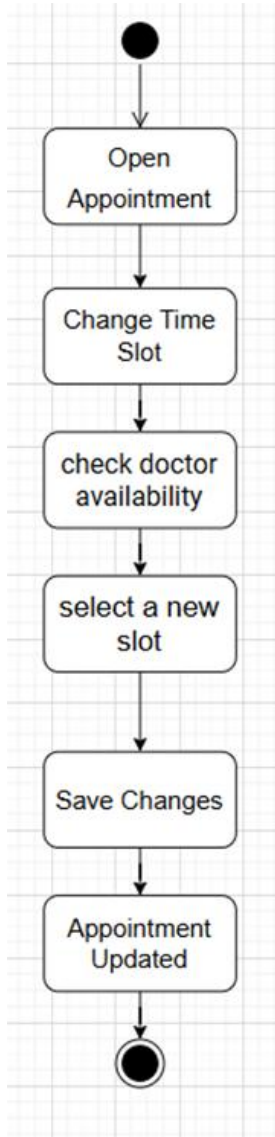 Open
Appointment
Change Time
Slot
check doctor
availability
select a new
slot
Save Changes
Appointment
Updated